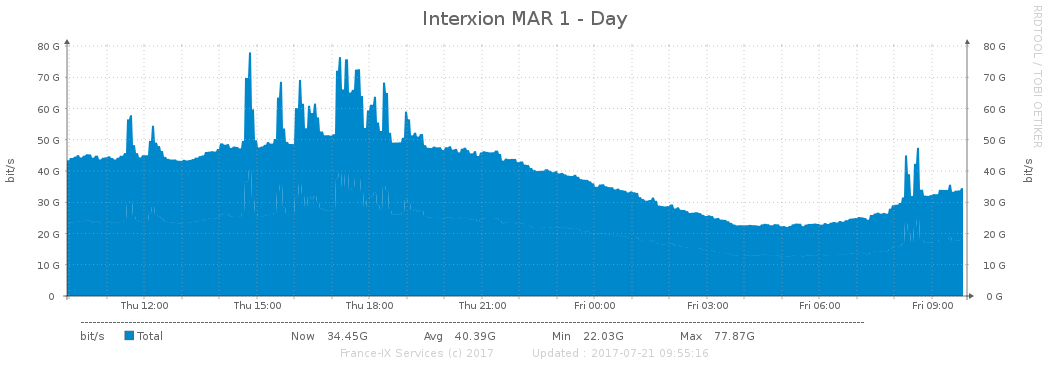 Interxion MAR 1 - Day
RRDTOOL / TOBI OETIKER
bit/s
80 G 80 G
70 G 70 G
60 G 60 G
50 G 50 G
40 G 40 G
30 G 30 G
20 G 20 G
10 G 10 G
0 0 G
bit/s
Thu 12:00 Thu 15:00 Thu 18:00 Thu 21:00 Fri 00:00 Fri 03:00 Fri 06:00 Fri 09:00
bit/s Total Now 34.45G Avg 40.39G Min 22.03G Max 77.87G
France-IX Services (c) 2017 Updated : 2017-07-21 09:55:16